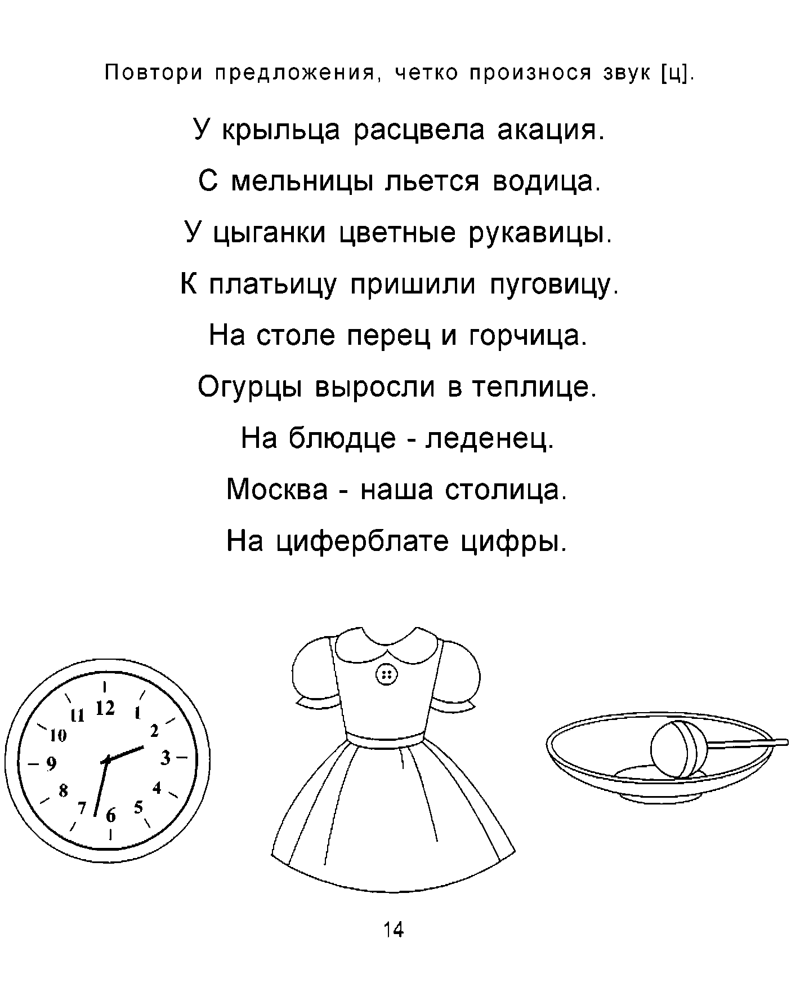 Повтори предложения, четко произнося звук [ц].
У крыльца расцвела акация.
С мельницы льется водица.
У цыганки цветные рукавицы.
К платьицу пришили пуговицу.
На столе перец и горчица.
Огурцы выросли в теплице.
На блюдце - леденец.
Москва - наша столица.
На циферблате цифры.
12
11 1
10 2
9 3
8 4
7 5
6
14